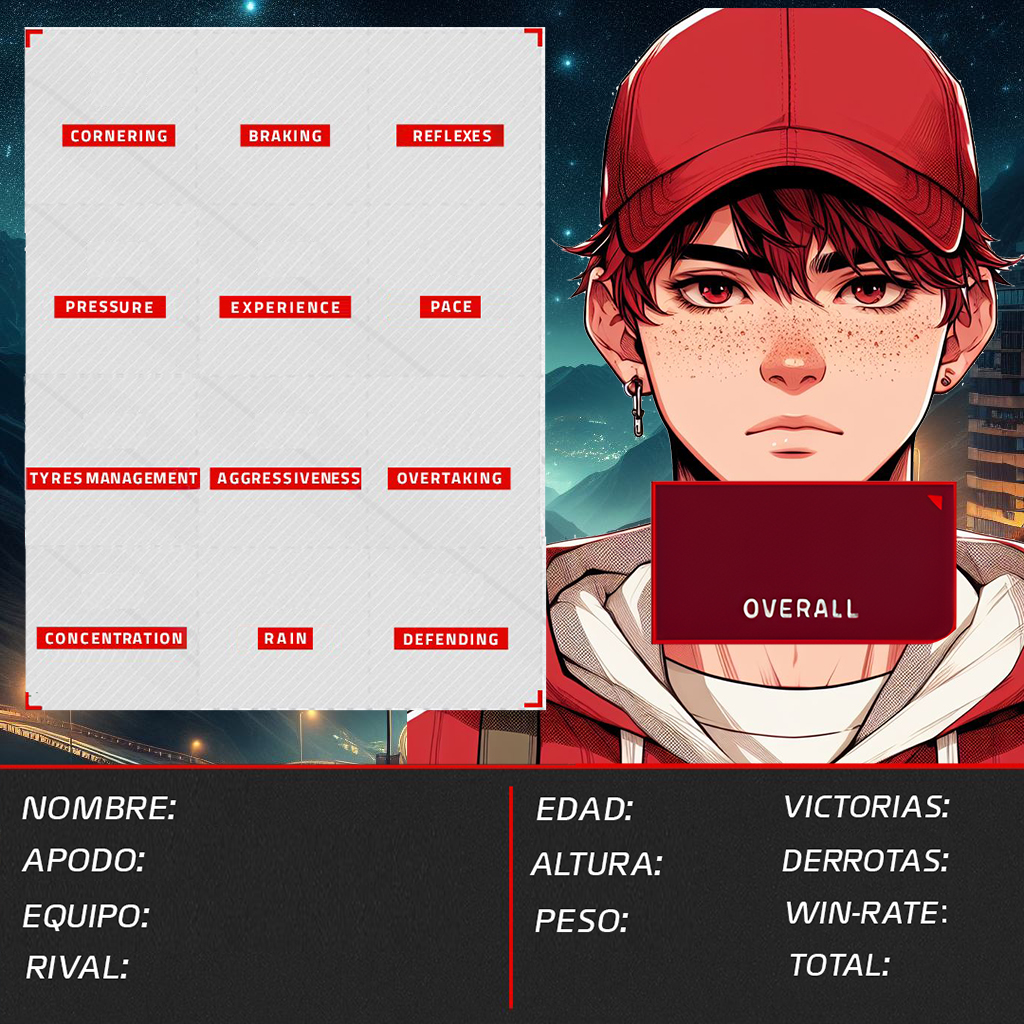 CORNERING BRAKING REFLEXES
PRESSURE EXPERIENCE PACE
TYRES MANAGEMENT AGGRESSIVENESS OVERTAKING
CONCENTRATION RAIN DEFENDING
OVERALL
NOMBRE:
APODO:
EQUIPO:
RIVAL:
EDAD:
ALTURA:
PESO:
VICTORIAS:
DERROTAS:
WIN-RATE:
TOTAL: